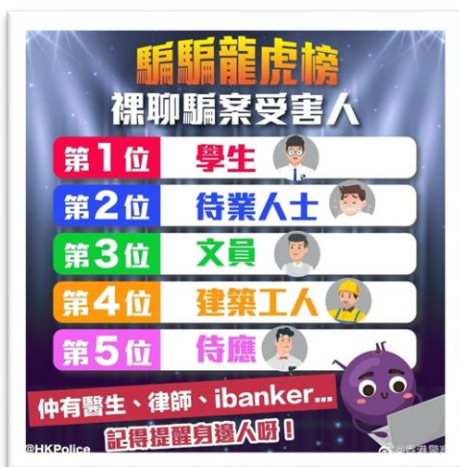 騙騙龍虎榜
裸聊騙案受害人
第1位 學生
第2位 待業人士
第3位 文員
第4位 建築工人
第5位 侍應
仲有醫生、律師、ibanker...
記得提醒身邊人呀！
@HKPolice